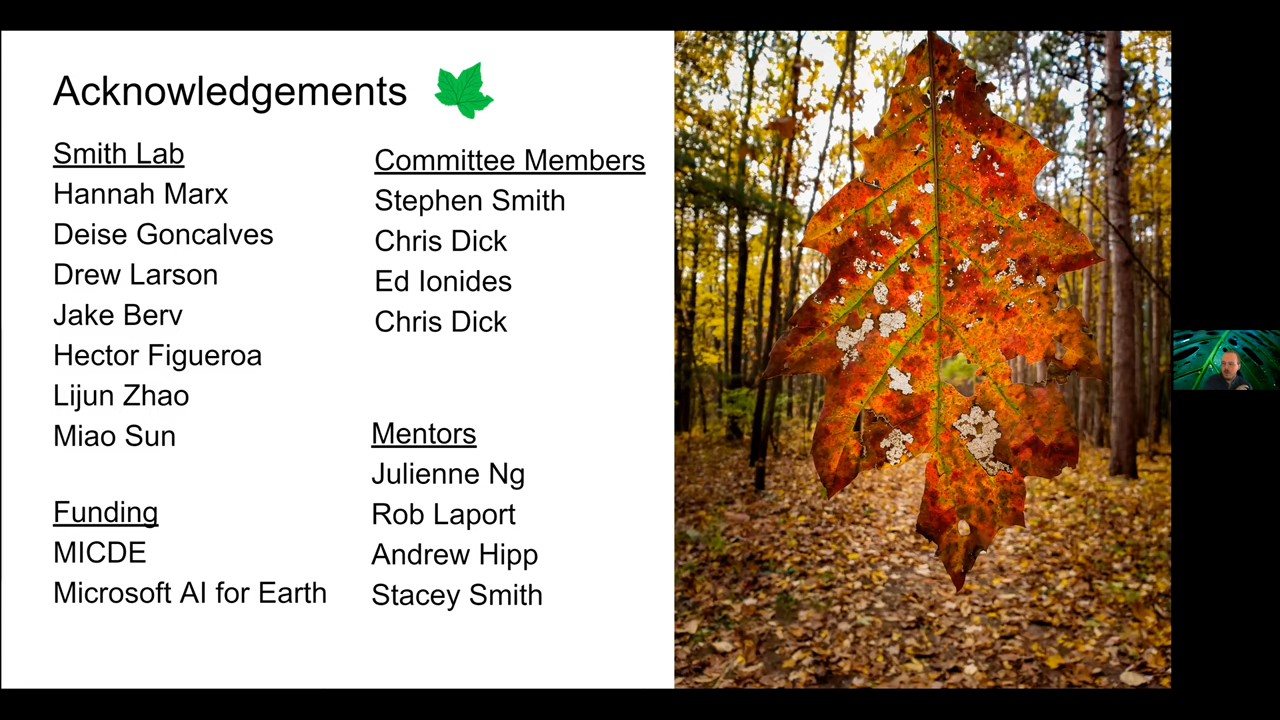 Acknowledgements
Smith Lab
Hannah Marx
Deise Goncalves
Drew Larson
Jake Berv
Hector Figueroa
Lijun Zhao
Miao Sun
Funding
MICDE
Microsoft AI for Earth
Committee Members
Stephen Smith
Chris Dick
Ed Ionides
Chris Dick
Mentors
Julienne Ng
Rob Laport
Andrew Hipp
Stacey Smith